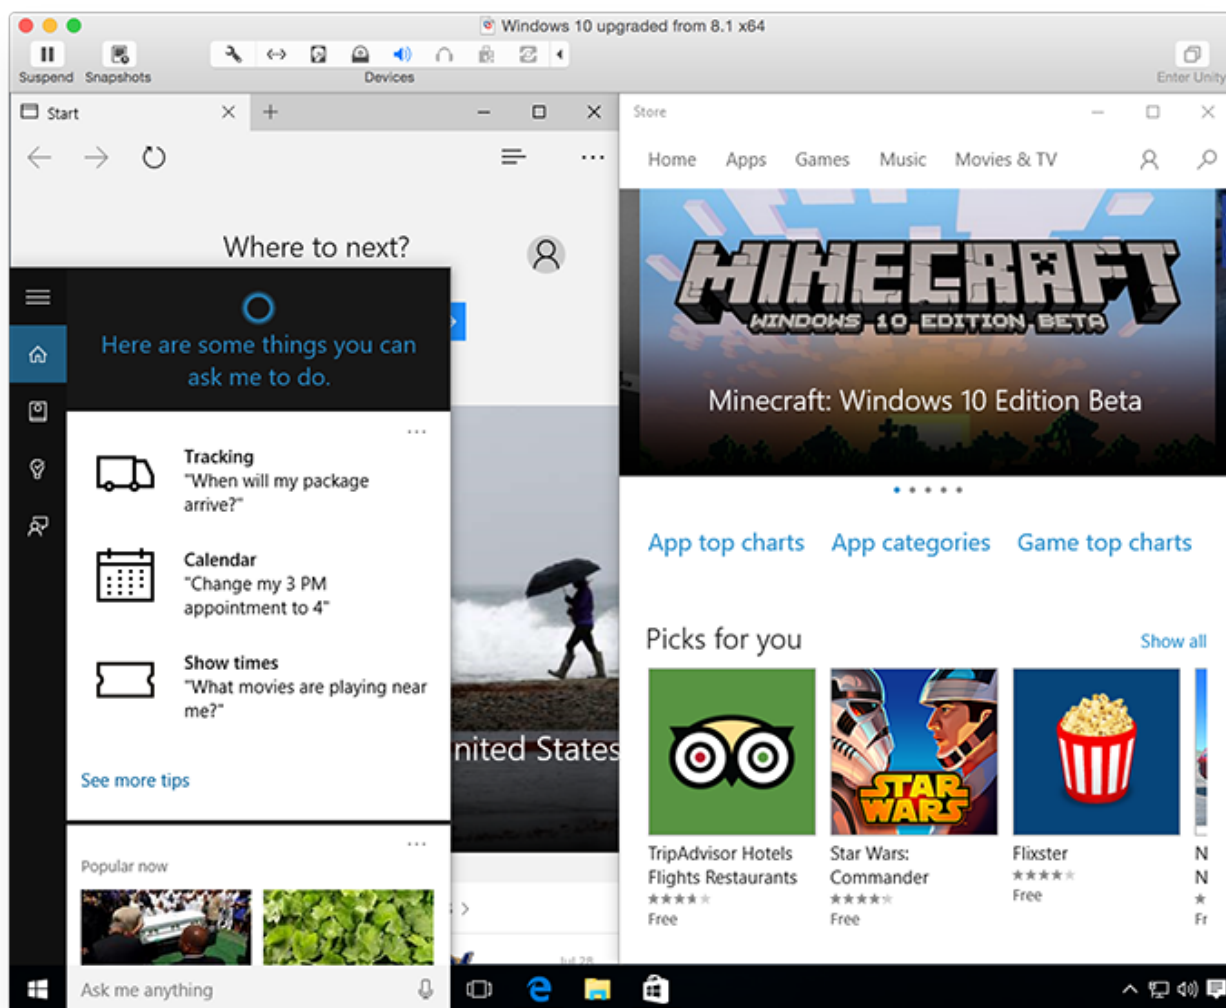 Windows 10 upgraded from 8.1 x64
Suspend
Snapshots
Devices
Enter Unity
Start
Where to next?
Here are some things you can
ask me to do.
Tracking
"When will my package
arrive?"
Calendar
"Change my 3 PM
appointment to 4"
Show times
"What movies are playing near
me?"
See more tips
Popular now
Ask me anything
nited States
Jul 28
Store
Home Apps Games Music Movies & TV
MINECRAFT
WINDOWS 10 EDITION BETA
Minecraft: Windows 10 Edition Beta
App top charts App categories Game top charts
Picks for you
Show all
STAR
WARS
TripAdvisor Hotels
Flights Restaurants
Free
Star Wars:
Commander
Free
Flixster
Free
N
N
Fr